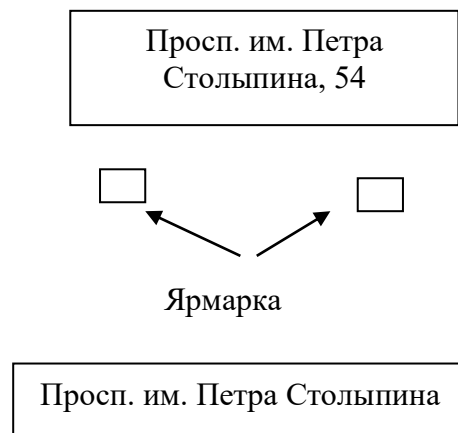 Просп. им. Петра
Столыпина, 54
Ярмарка
Просп. им. Петра Столыпина